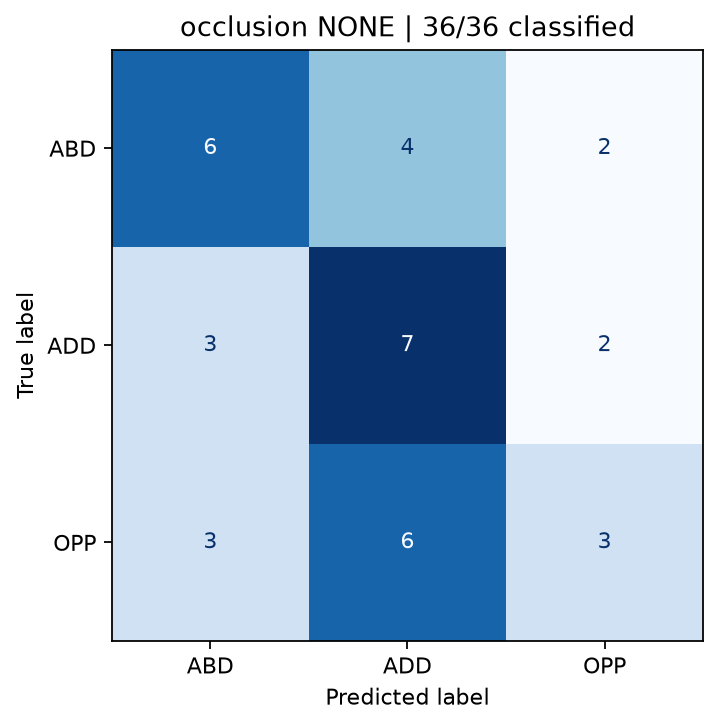 occlusion NONE | 36/36 classified
True label
ABD 6 4 2
ADD 3 7 2
OPP 3 6 3
ABD ADD OPP
Predicted label